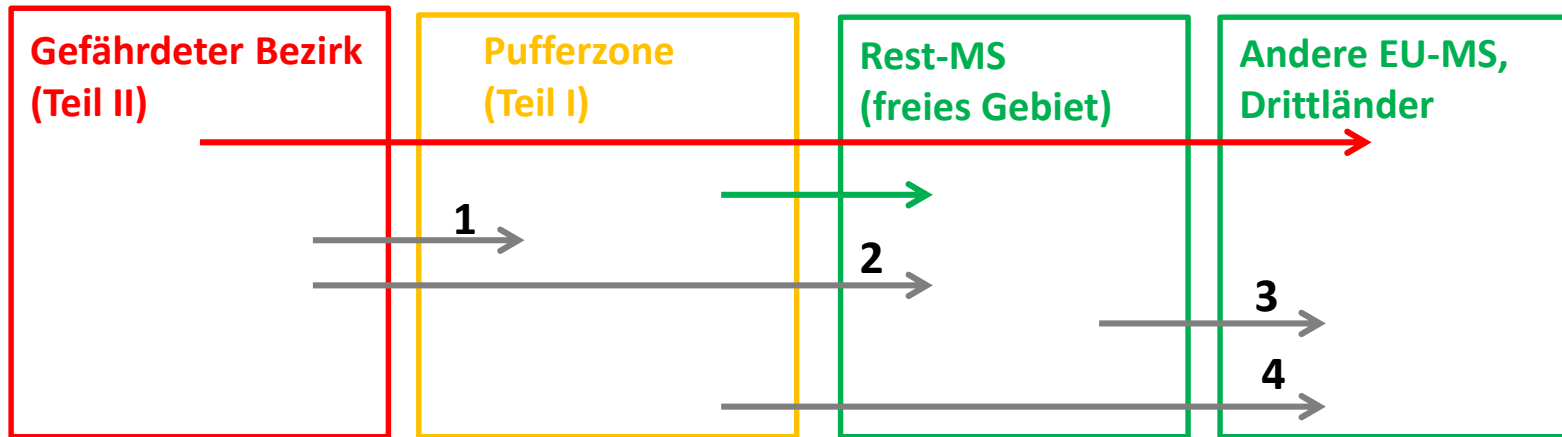 Gefährdeter Bezirk
(Teil II)
Pufferzone
(Teil I)
Rest-MS
(freies Gebiet)
Andere EU-MS,
Drittländer
1
2
3
4